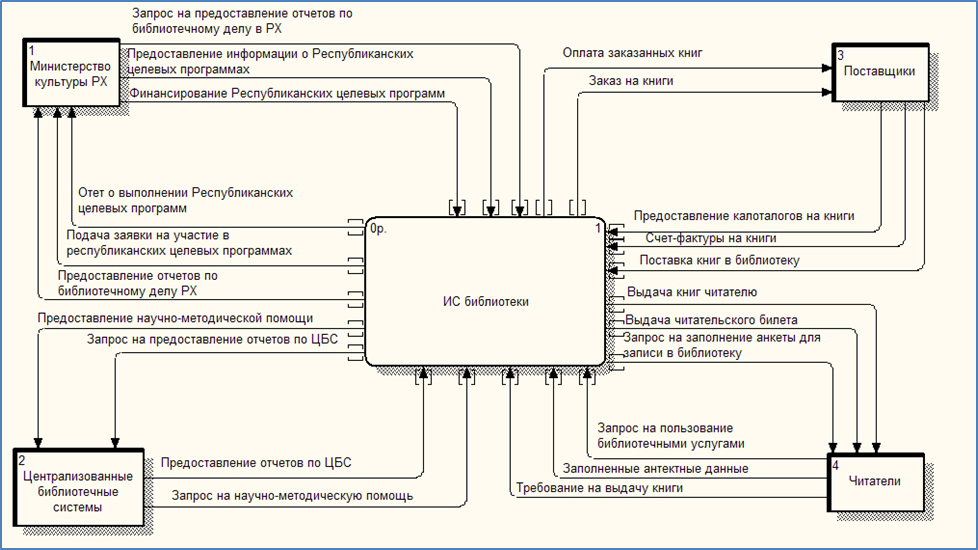 Запрос на предоставление отчетов по
библиотечному делу в РХ
1
Министерство
культуры РХ
Предоставление информации о Республиканских
целевых программах
Финансирование Республиканских целевых программ
Оплата заказанных книг
Заказ на книги
3
Поставщики
Отет о выполнении Республиканских
целевых программ
Подача заявки на участие в
республиканских целевых программах
Предоставление отчетов по
библиотечному делу РХ
Предоставление научно-методической помощи
Запрос на предоставление отчетов по ЦБС
0р.
1
ИС библиотеки
Предоставление калоталогов на книги
Счет-фактуры на книги
Поставка книг в библиотеку
Выдача книг читателю
Выдача читательского билета
Запрос на заполнение анкеты для
записи в библиотеку
2
Централизованные
библиотечные
системы
Предоставление отчетов по ЦБС
Запрос на научно-методическую помощь
Запрос на пользование
библиотечными услугами
Заполненные антектные данные
Требование на выдачу книги
4
Читатели